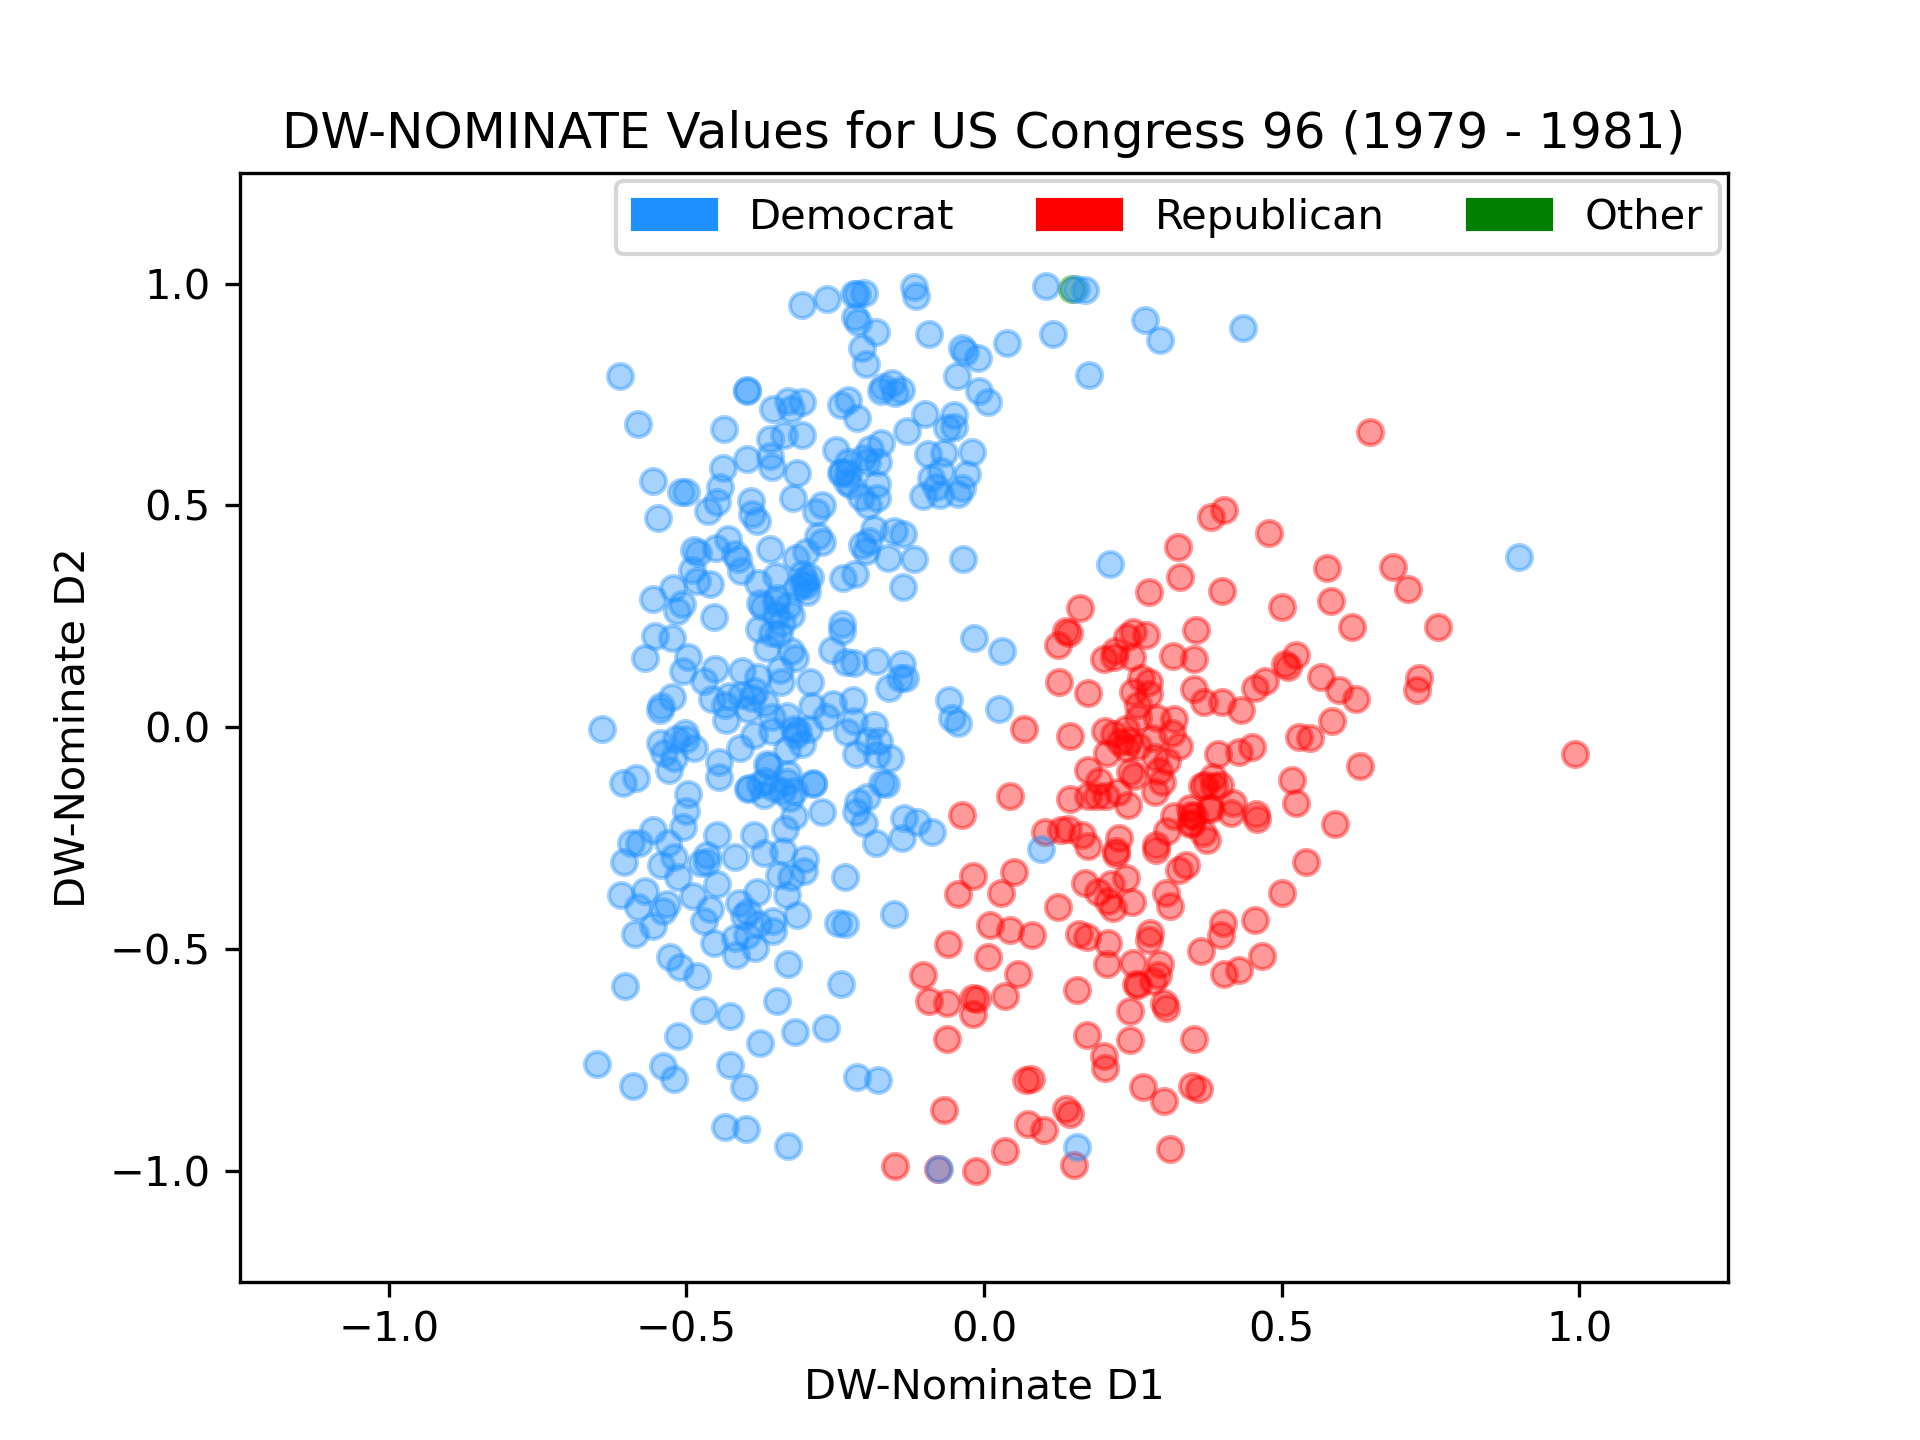 DW-NOMINATE Values for US Congress 96 (1979 - 1981)
Democrat Republican Other
1.0
0.5
0.0
−0.5
−1.0
DW-Nominate D2
−1.0 −0.5 0.0 0.5 1.0
DW-Nominate D1